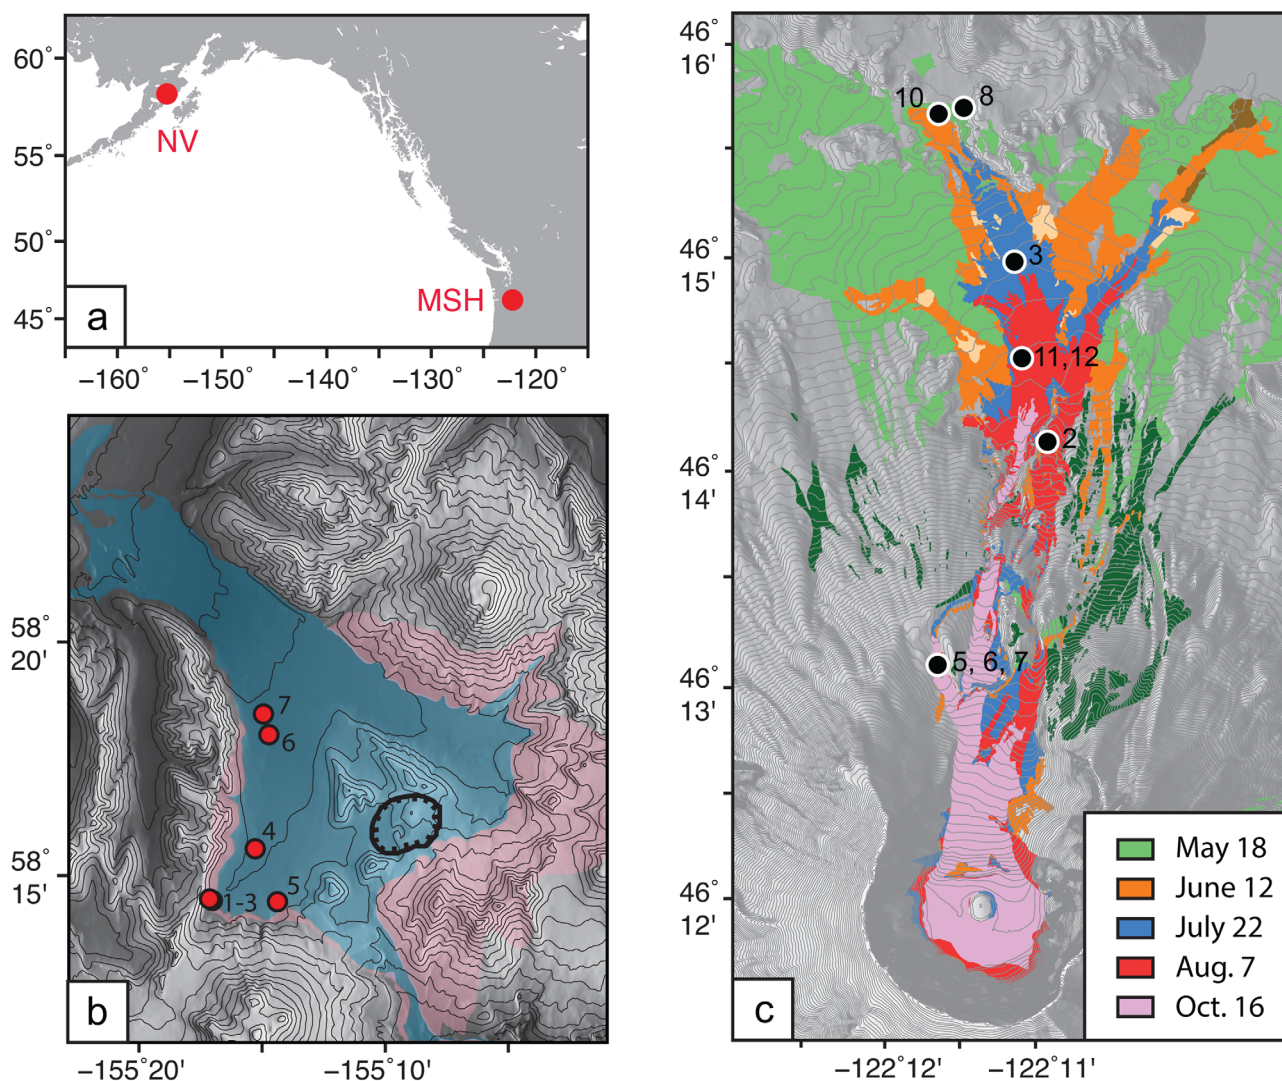 60°
55°
50°
45°
NV
MSH
a
−160° −150° −140° −130° −120°
58°
20'
58°
15'
7
6
4
1-3
5
b
−155°20' −155°10'
46°
16'
46°
15'
46°
14'
46°
13'
46°
12'
10
8
3
11, 12
2
5, 6, 7
c
May 18
June 12
July 22
Aug. 7
Oct. 16
−122°12' −122°11'